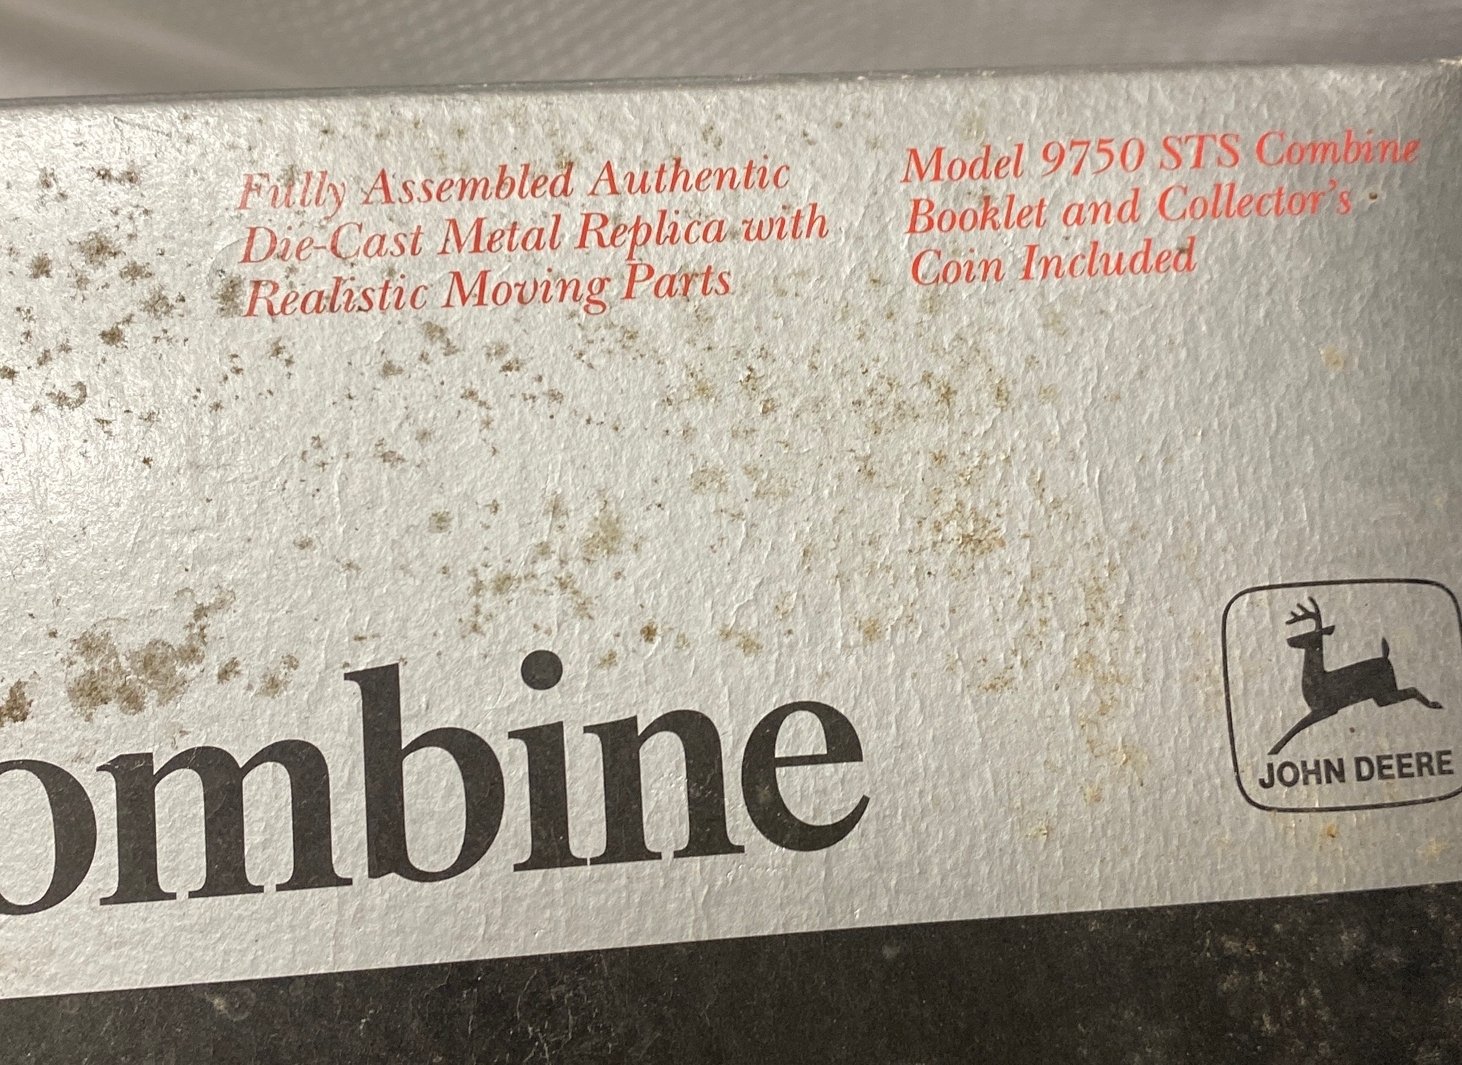 Fully Assembled Authentic
Die-Cast Metal Replica with
Realistic Moving Parts
Model 9750 STS Combine
Booklet and Collector's
Coin Included
ombine
JOHN DEERE